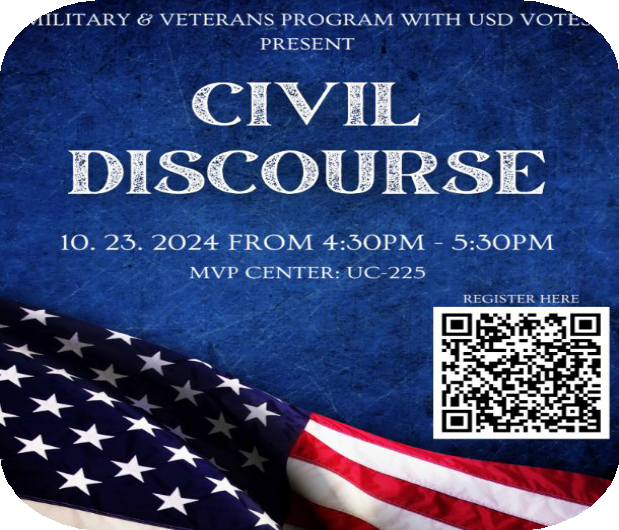 MILITARY & VETERANS PROGRAM WITH USD VOTES
PRESENT
CIVIL
DISCOURSE
10. 23. 2024 FROM 4:30PM - 5:30PM
MVP CENTER: UC-225
REGISTER HERE